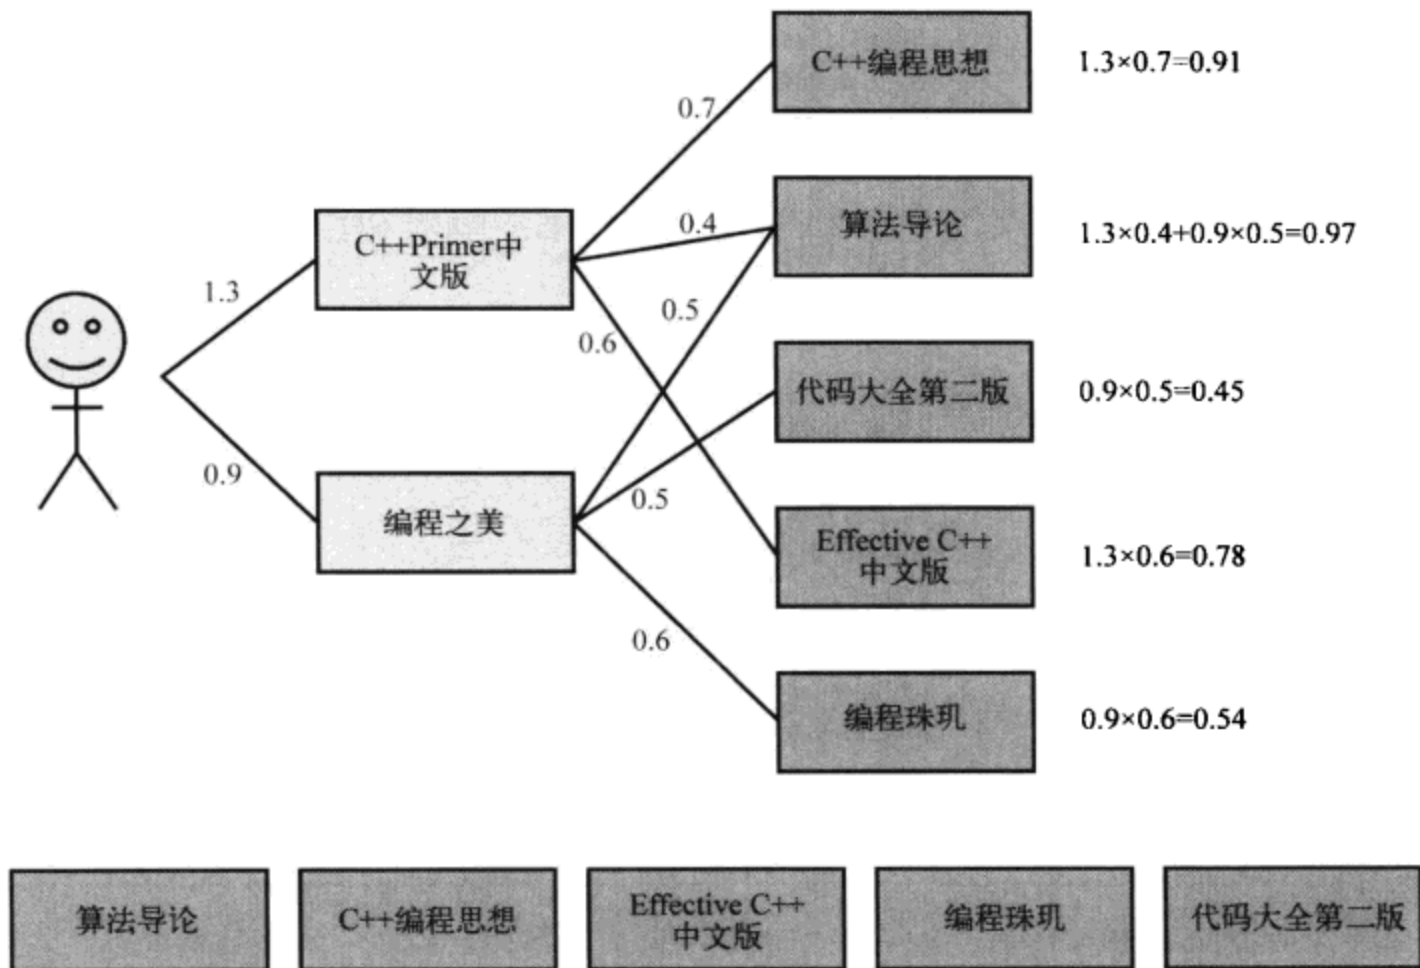 C++编程思想
1.3×0.7=0.91
0.7
算法导论
1.3×0.4+0.9×0.5=0.97
0.4
C++Primer中
文版
1.3
0.5
0.6
代码大全第二版
0.9×0.5=0.45
0.9
编程之美
0.5
Effective C++
中文版
1.3×0.6=0.78
0.6
编程珠玑
0.9×0.6=0.54
算法导论
C++编程思想
Effective C++
中文版
编程珠玑
代码大全第二版